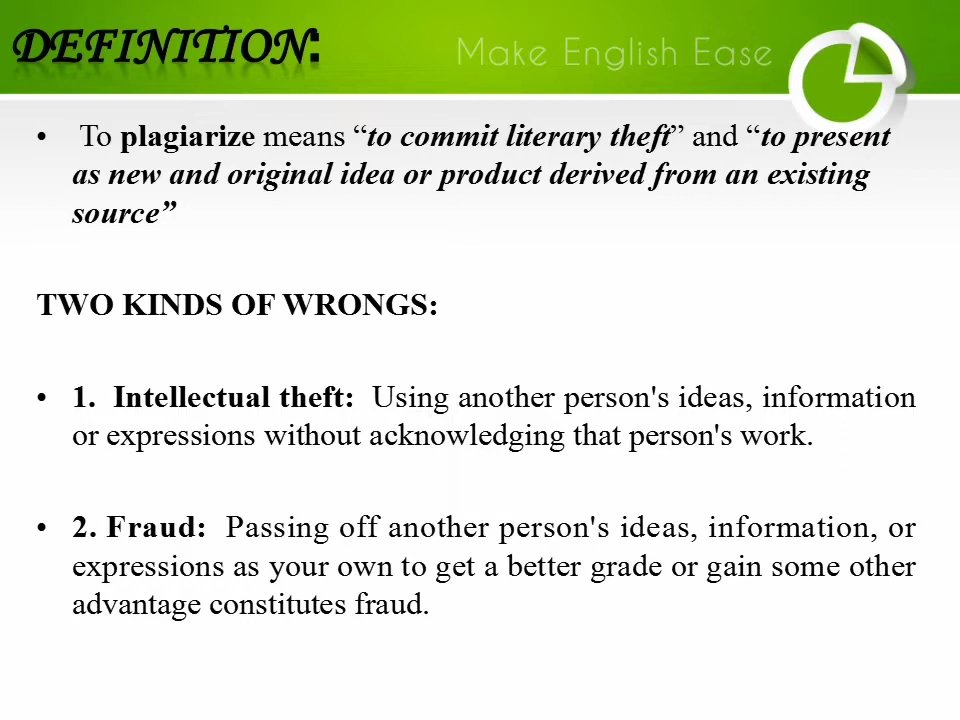 DEFINITION:
Make English Ease
• To plagiarize means “to commit literary theft” and “to present
as new and original idea or product derived from an existing
source”
TWO KINDS OF WRONGS:
• 1. Intellectual theft: Using another person's ideas, information
or expressions without acknowledging that person's work.
• 2. Fraud: Passing off another person's ideas, information, or
expressions as your own to get a better grade or gain some other
advantage constitutes fraud.